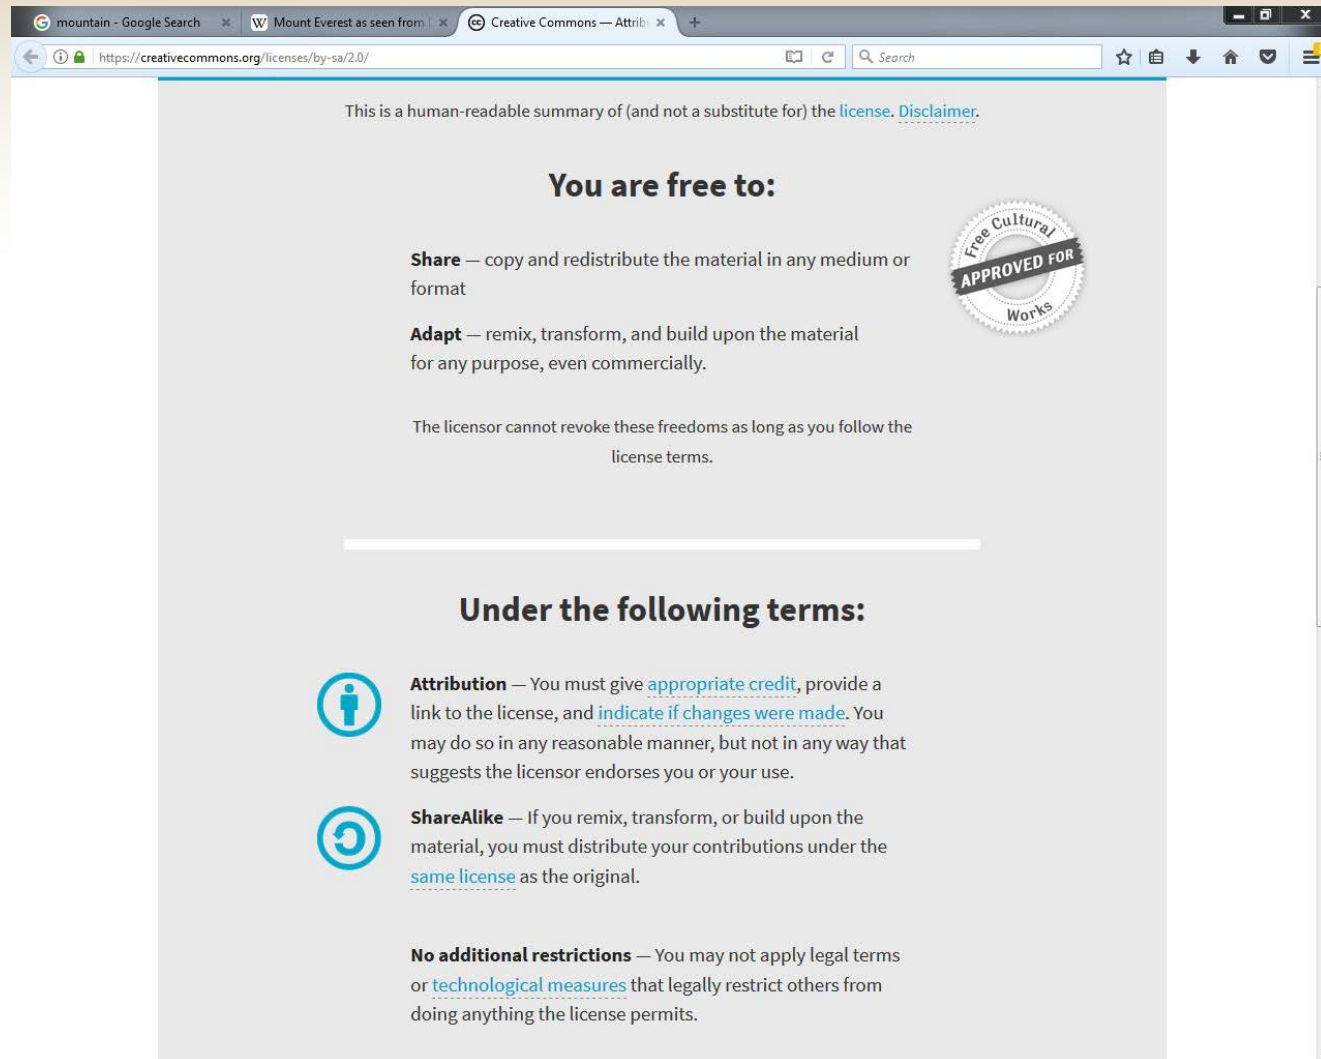 mountain - Google Search
Mount Everest as seen from
Creative Commons — Attrib
https://creativecommons.org/licenses/by-sa/2.0/
Search
This is a human-readable summary of (and not a substitute for) the license. Disclaimer.
You are free to:
Share — copy and redistribute the material in any medium or
format
Adapt — remix, transform, and build upon the material
for any purpose, even commercially.
Free Cultural
APPROVED FOR
Works
The licensor cannot revoke these freedoms as long as you follow the
license terms.
Under the following terms:
Attribution — You must give appropriate credit, provide a
link to the license, and indicate if changes were made. You
may do so in any reasonable manner, but not in any way that
suggests the licensor endorses you or your use.
ShareAlike — If you remix, transform, or build upon the
material, you must distribute your contributions under the
same license as the original.
No additional restrictions — You may not apply legal terms
or technological measures that legally restrict others from
doing anything the license permits.